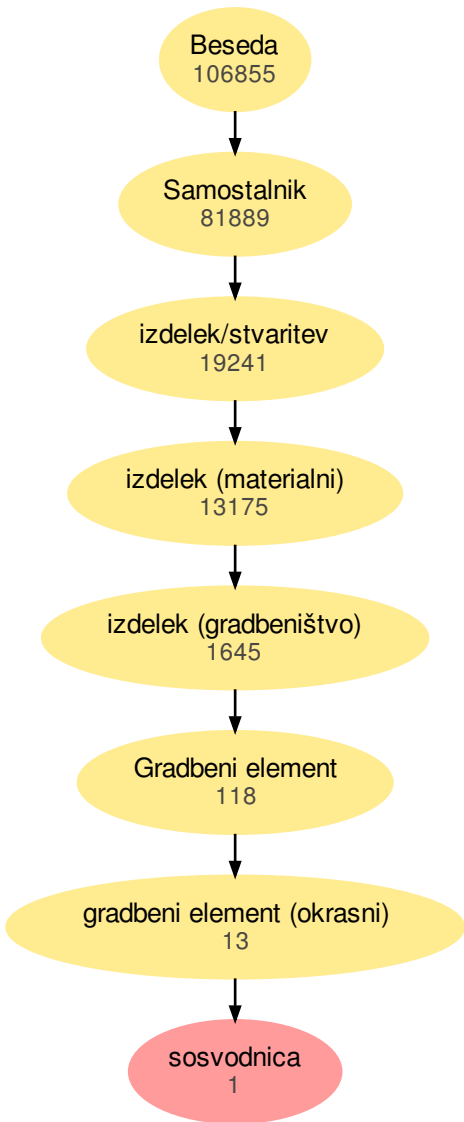 Beseda
106855
Samostalnik
81889
izdelek/stvaritev
19241
izdelek (materialni)
13175
izdelek (gradbeništvo)
1645
Gradbeni element
118
gradbeni element (okrasni)
13
sosvodnica
1